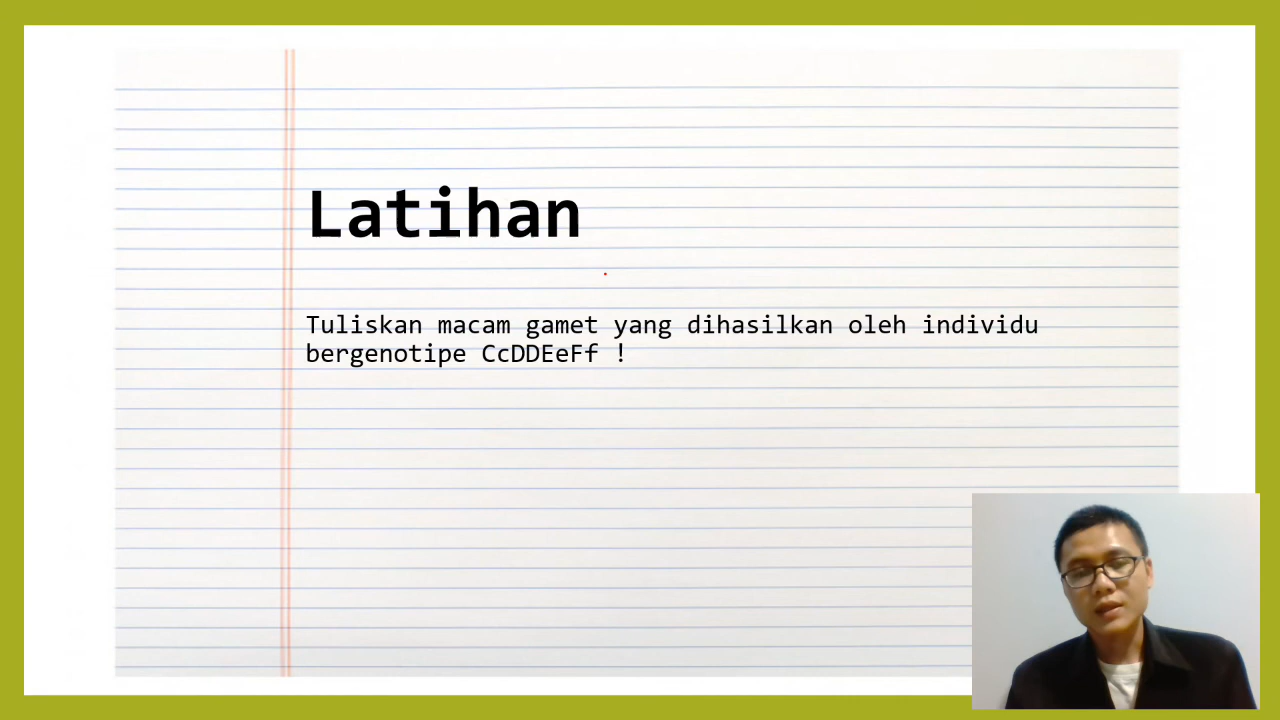 Latihan
Tuliskan macam gamet yang dihasilkan oleh individu
bergenotipe CcDDEeFf !